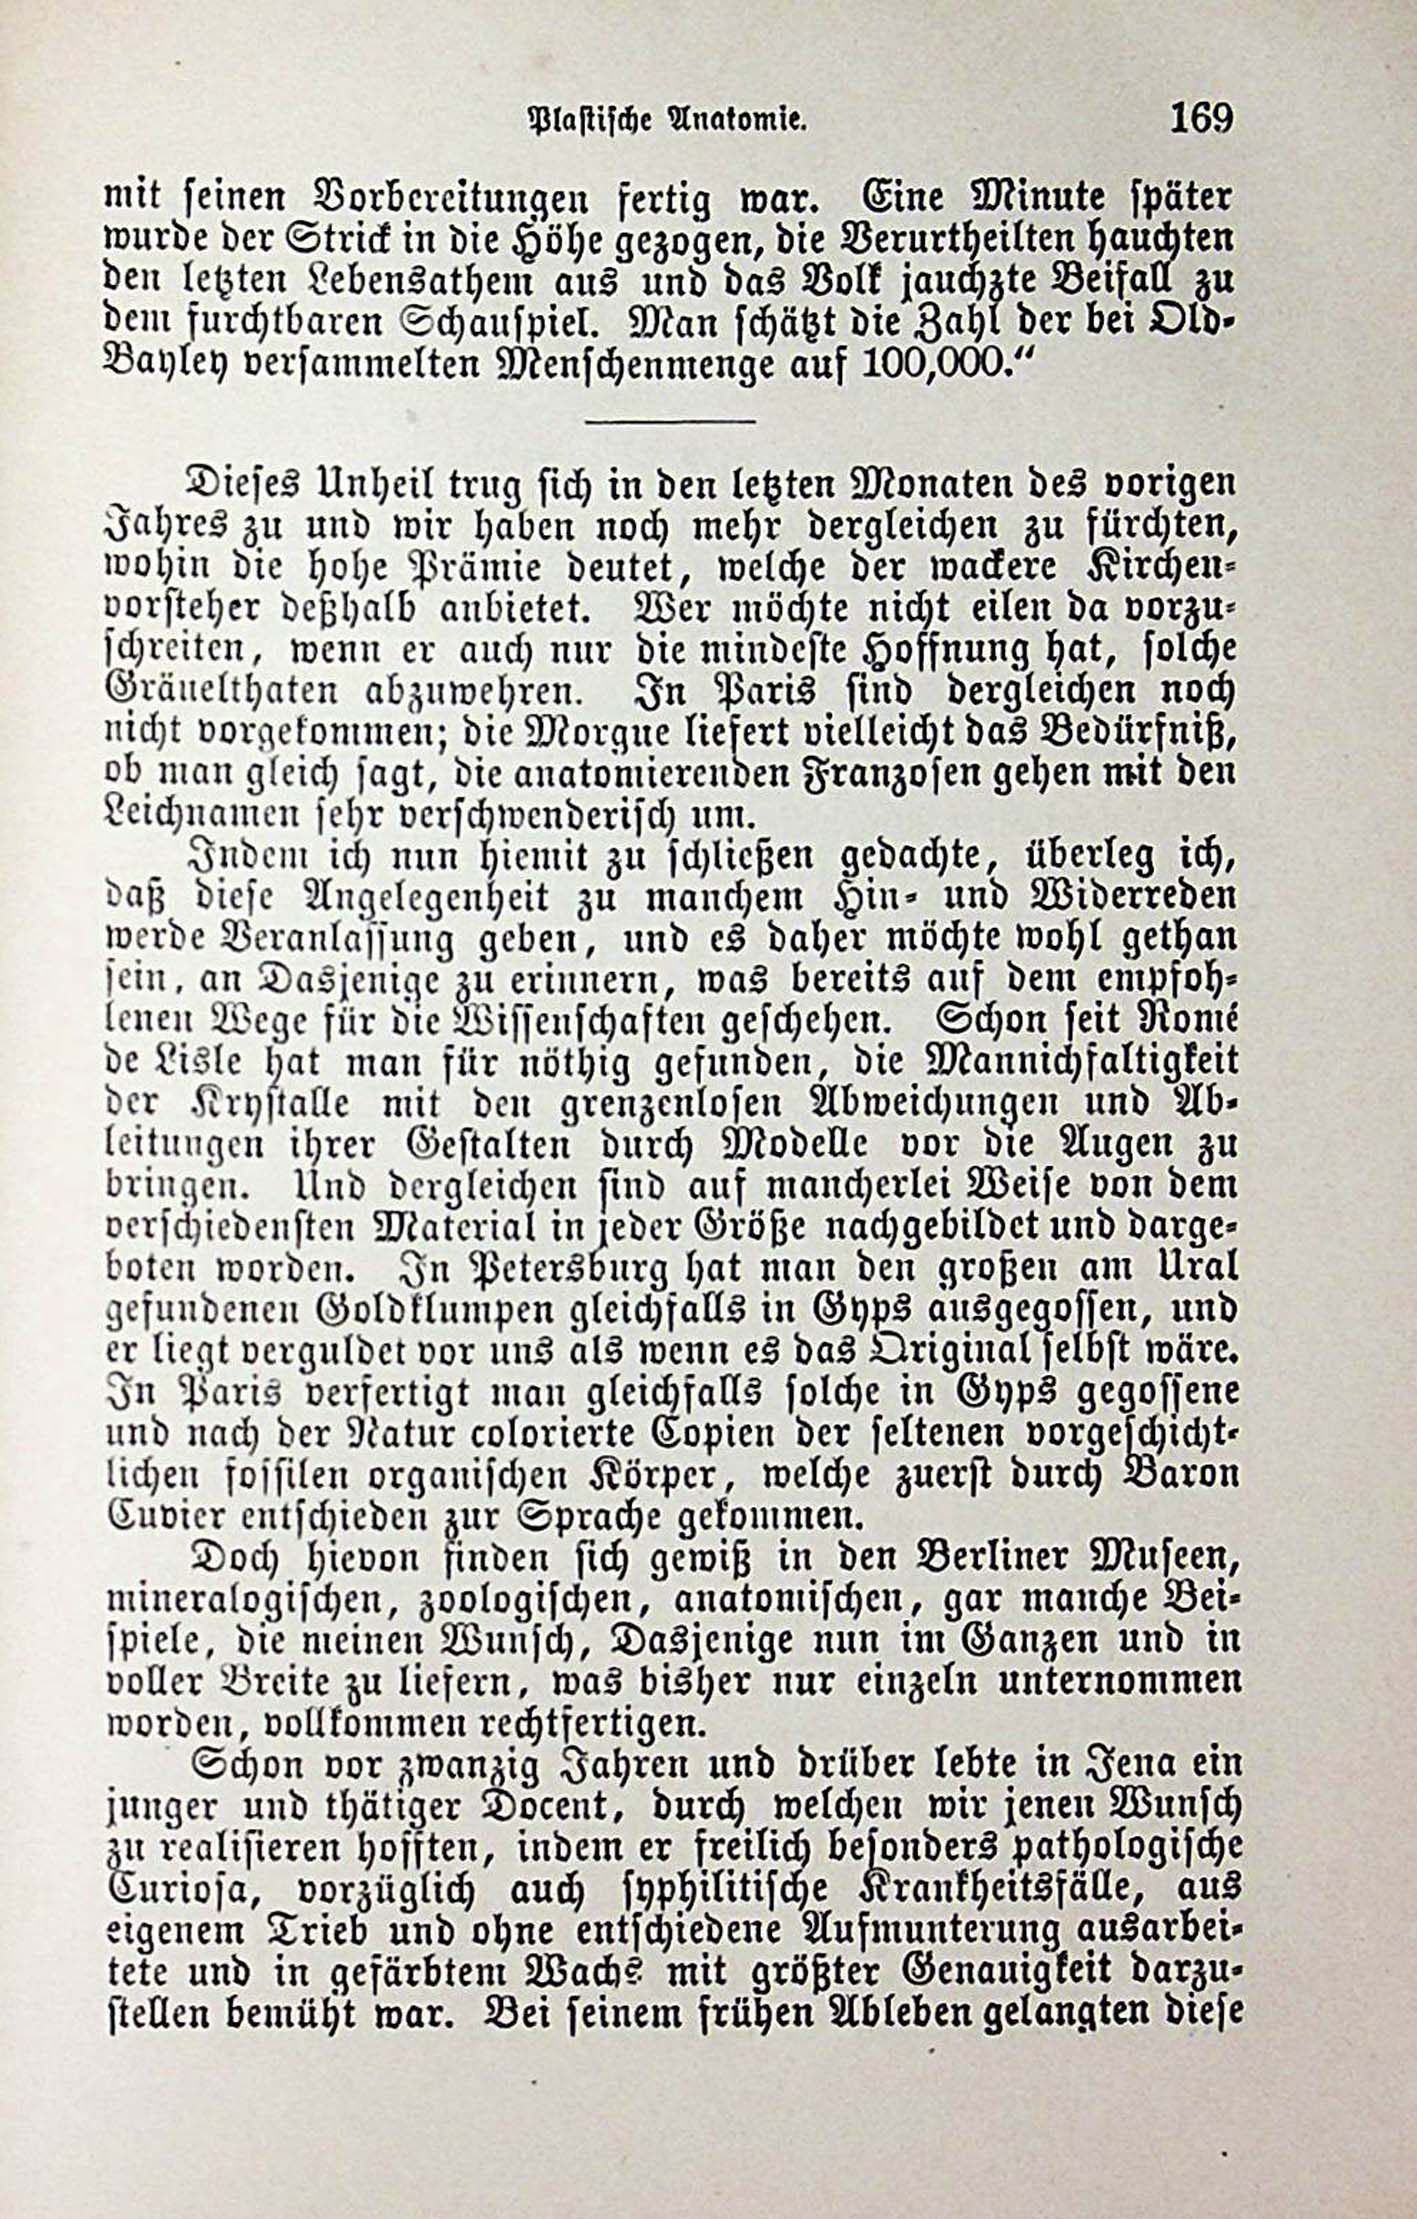 Plastische Anatomie. 169
mit seinen Vorbereitungen fertig war. Eine Minute später
wurde der Strick in die Höhe gezogen, die Verurtheilten hauchten
den letzten Lebensathem aus und das Volk jauchzte Beifall zu
dem furchtbaren Schauspiel. Man schätzt die Zahl der bei Old-
Bayley versammelten Menschenmenge auf 100,000.“
Dieses Unheil trug sich in den letzten Monaten des vorigen
Jahres zu und wir haben noch mehr dergleichen zu fürchten,
wohin die hohe Prämie deutet, welche der wackere Kirchen-
vorsteher deßhalb anbietet. Wer möchte nicht eilen da vorzu-
schreiten, wenn er auch nur die mindeste Hoffnung hat, solche
Gräuelthaten abzuwehren. In Paris sind dergleichen noch
nicht vorgekommen; die Morgue liefert vielleicht das Bedürfniß,
ob man gleich sagt, die anatomierenden Franzosen gehen mit den
Leichnamen sehr verschwenderisch um.
Indem ich nun hiemit zu schließen gedachte, überleg ich,
daß diese Angelegenheit zu manchem Hin- und Widerreden
werde Veranlassung geben, und es daher möchte wohl gethan
sein, an Dasjenige zu erinnern, was bereits auf dem empfoh-
lenen Wege für die Wissenschaften geschehen. Schon seit Romé
de Lisle hat man für nöthig gefunden, die Mannichfaltigkeit
der Krystalle mit den grenzenlosen Abweichungen und Ab-
leitungen ihrer Gestalten durch Modelle vor die Augen zu
bringen. Und dergleichen sind auf mancherlei Weise von dem
verschiedensten Material in jeder Größe nachgebildet und darge-
boten worden. In Petersburg hat man den großen am Ural
gefundenen Goldklumpen gleichfalls in Gyps ausgegossen, und
er liegt verguldet vor uns als wenn es das Original selbst wäre.
In Paris verfertigt man gleichfalls solche in Gyps gegossene
und nach der Natur colorierte Copien der seltenen vorgeschicht-
lichen fossilen organischen Körper, welche zuerst durch Baron
Cuvier entschieden zur Sprache gekommen.
Doch hievon finden sich gewiß in den Berliner Museen,
mineralogischen, zoologischen, anatomischen, gar manche Bei-
spiele, die meinen Wunsch, Dasjenige nun im Ganzen und in
voller Breite zu liefern, was bisher nur einzeln unternommen
worden, vollkommen rechtfertigen.
Schon vor zwanzig Jahren und drüber lebte in Jena ein
junger und thätiger Docent, durch welchen wir jenen Wunsch
zu realisieren hofften, indem er freilich besonders pathologische
Curiosa, vorzüglich auch syphilitische Krankheitsfälle, aus
eigenem Trieb und ohne entschiedene Aufmunterung ausarbei-
tete und in gefärbtem Wachs mit größter Genauigkeit darzu-
stellen bemüht war. Bei seinem frühen Ableben gelangten diese